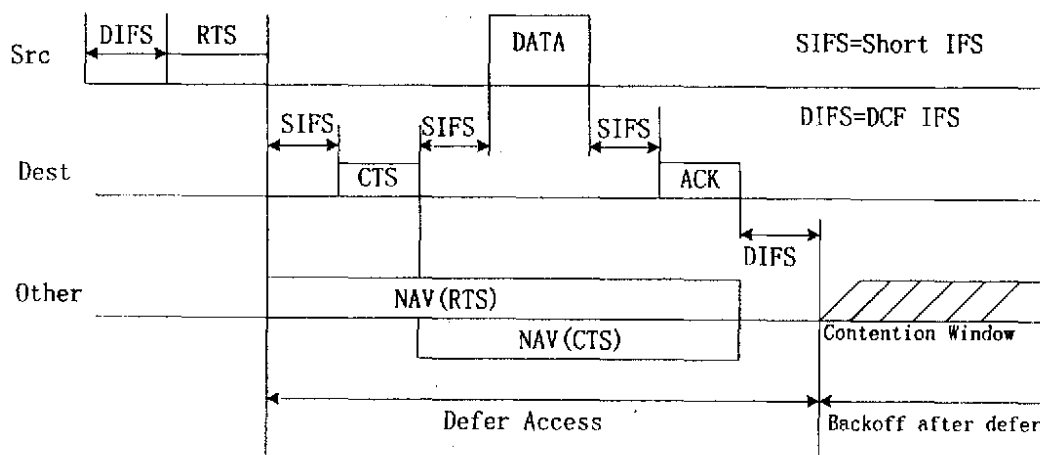 DIFS RTS DATA SIFS=Short IFS
Src
SIFS SIFS SIFS DIFS=DCF IFS
Dest CTS ACK
DIFS
Other NAV(RTS)
NAV(CTS) Contention Window
Defer Access Backoff after defer